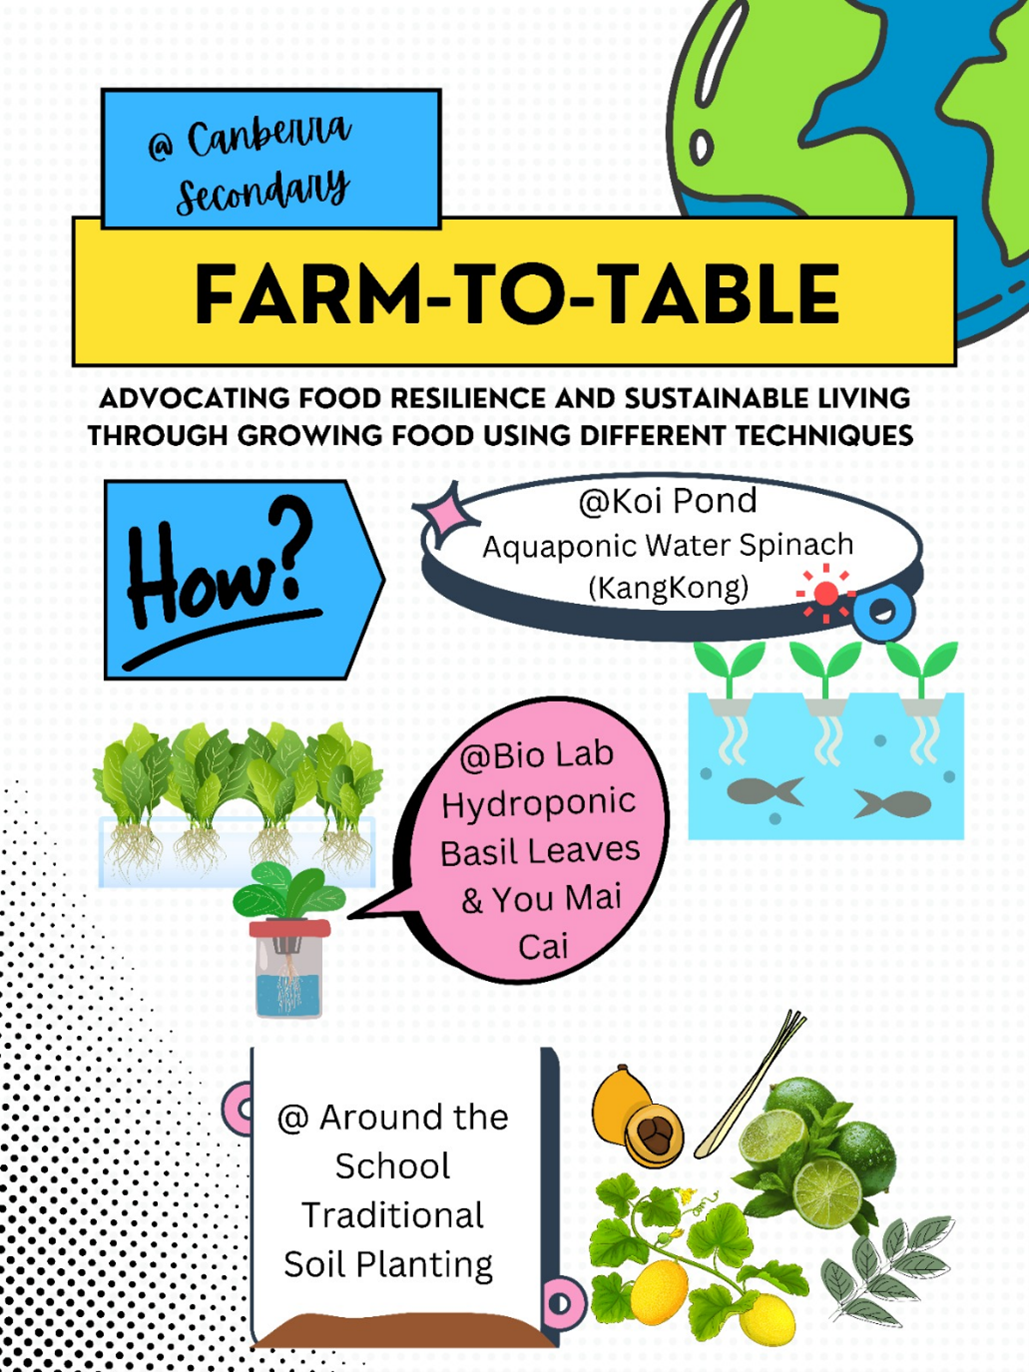 @ Canberra
Secondary
FARM-TO-TABLE
ADVOCATING FOOD RESILIENCE AND SUSTAINABLE LIVING
THROUGH GROWING FOOD USING DIFFERENT TECHNIQUES
How?
@Koi Pond
Aquaponic Water Spinach
(KangKong)
@Bio Lab
Hydroponic
Basil Leaves
& You Mai
Cai
@ Around the
School
Traditional
Soil Planting